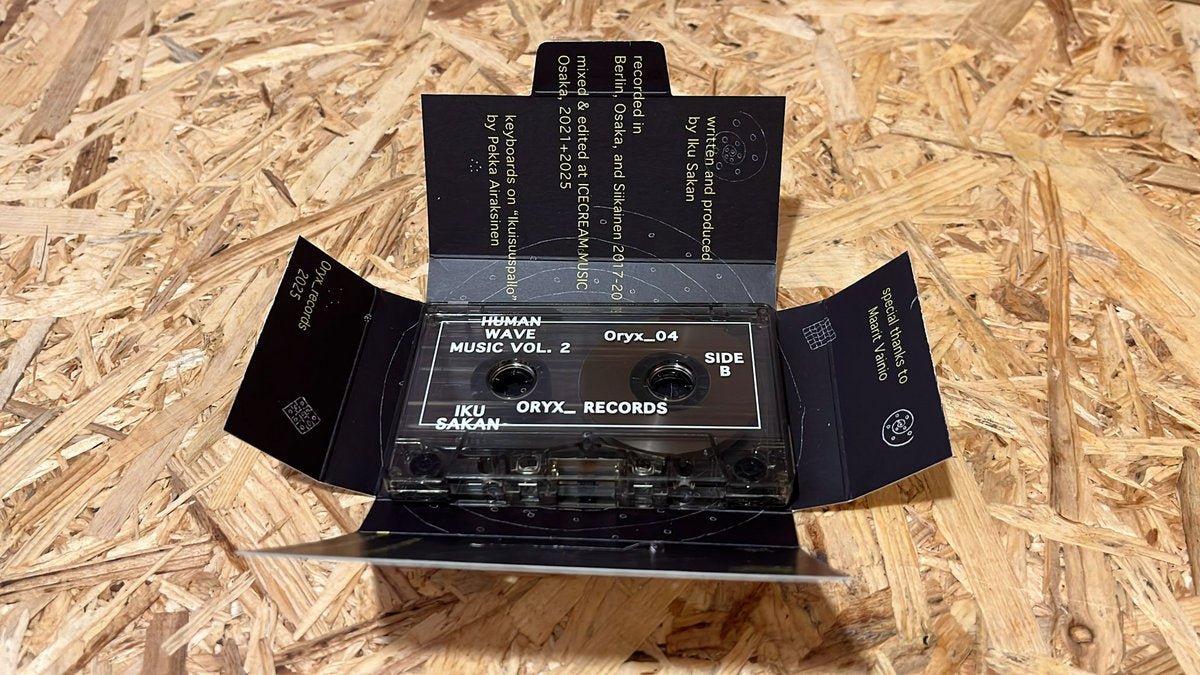 written and produced
by Iku Sakan
recorded in
Berlin, Osaka, and Siikainen 2017-20
mixed & edited at ICECREAM MUSIC
Osaka, 2021+2025
keyboards on "Ikuisuuspallo"
by Pekka Airaksinen
Oryx_records
2025
special thanks to
Maarit Vainio
HUMAN
WAVE
MUSIC VOL. 2
Oryx_04
SIDE
B
IKU
SAKAN
ORYX_ RECORDS